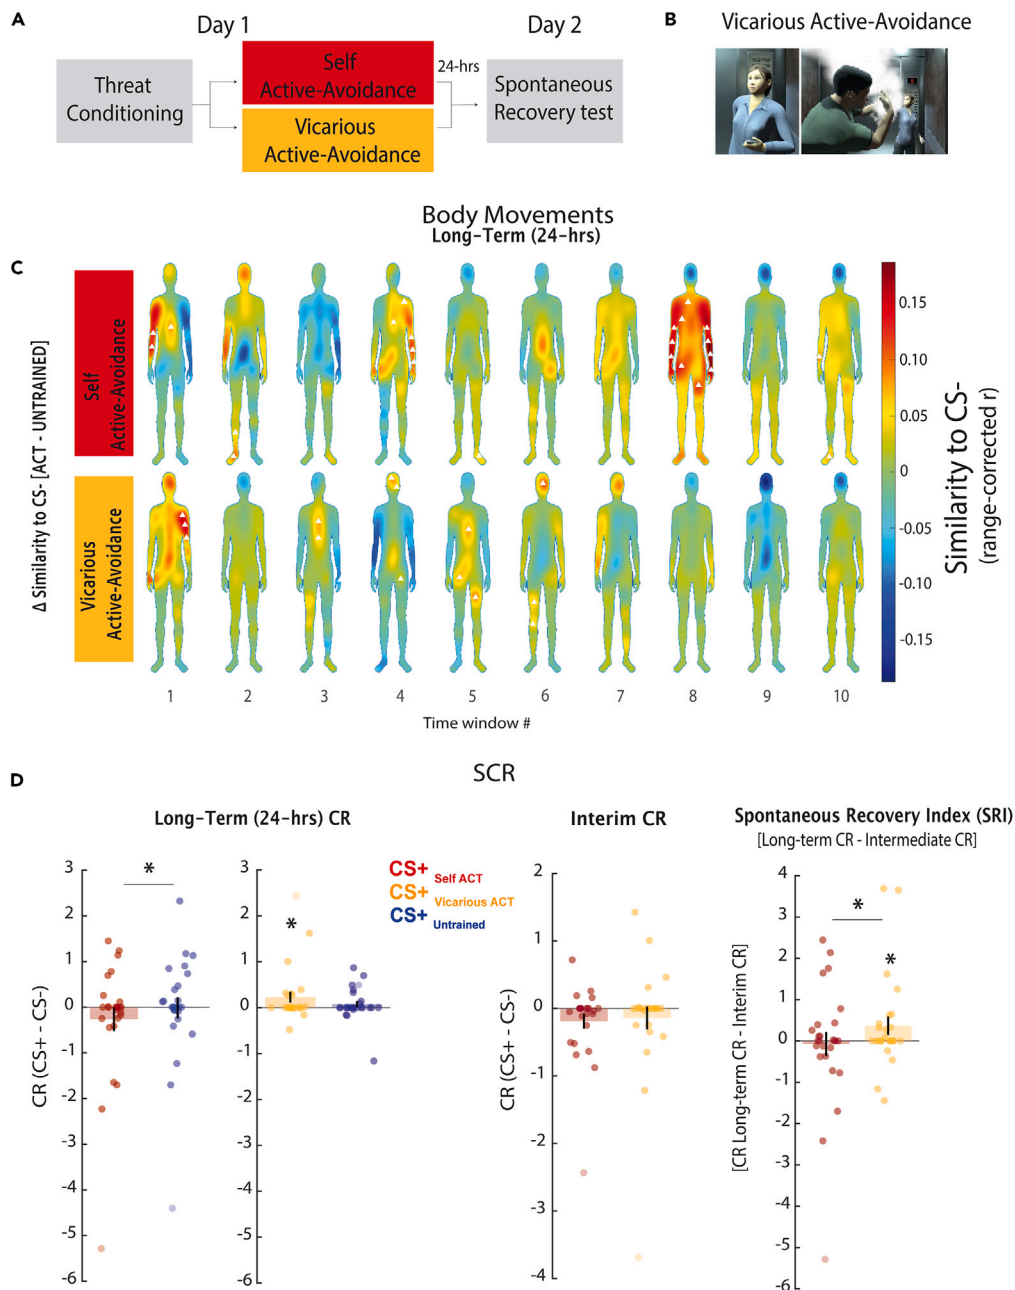 A
Day 1
Day 2
Threat
Conditioning
Self
Active-Avoidance
Vicarious
Active-Avoidance
24-hrs
Spontaneous
Recovery test
B
Vicarious Active-Avoidance
Body Movements
Long-Term (24-hrs)
C
Δ Similarity to CS- [ACT - UNTRAINED]
Self
Active-Avoidance
Vicarious
Active-Avoidance
1 2 3 4 5 6 7 8 9 10
Time window #
0.15
0.10
0.05
0
-0.05
-0.10
-0.15
Similarity to CS-
(range-corrected r)
D
SCR
Long-Term (24-hrs) CR
CR (CS+ - CS-)
3
2
1
0
-1
-2
-3
-4
-5
-6
*
3
2
1
0
-1
-2
-3
-4
-5
-6
*
CS+ Self ACT
CS+ Vicarious ACT
CS+ Untrained
Interim CR
CR (CS+ - CS-)
2
1
0
-1
-2
-3
-4
Spontaneous Recovery Index (SRI)
[Long-term CR - Intermediate CR]
[CR Long-term CR - Interim CR]
4
3
2
1
0
-1
-2
-3
-4
-5
-6
*
*